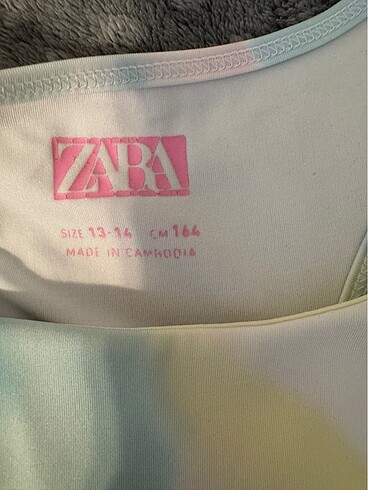 ZARA
SIZE 13-14 CM 164
MADE IN CAMBODIA